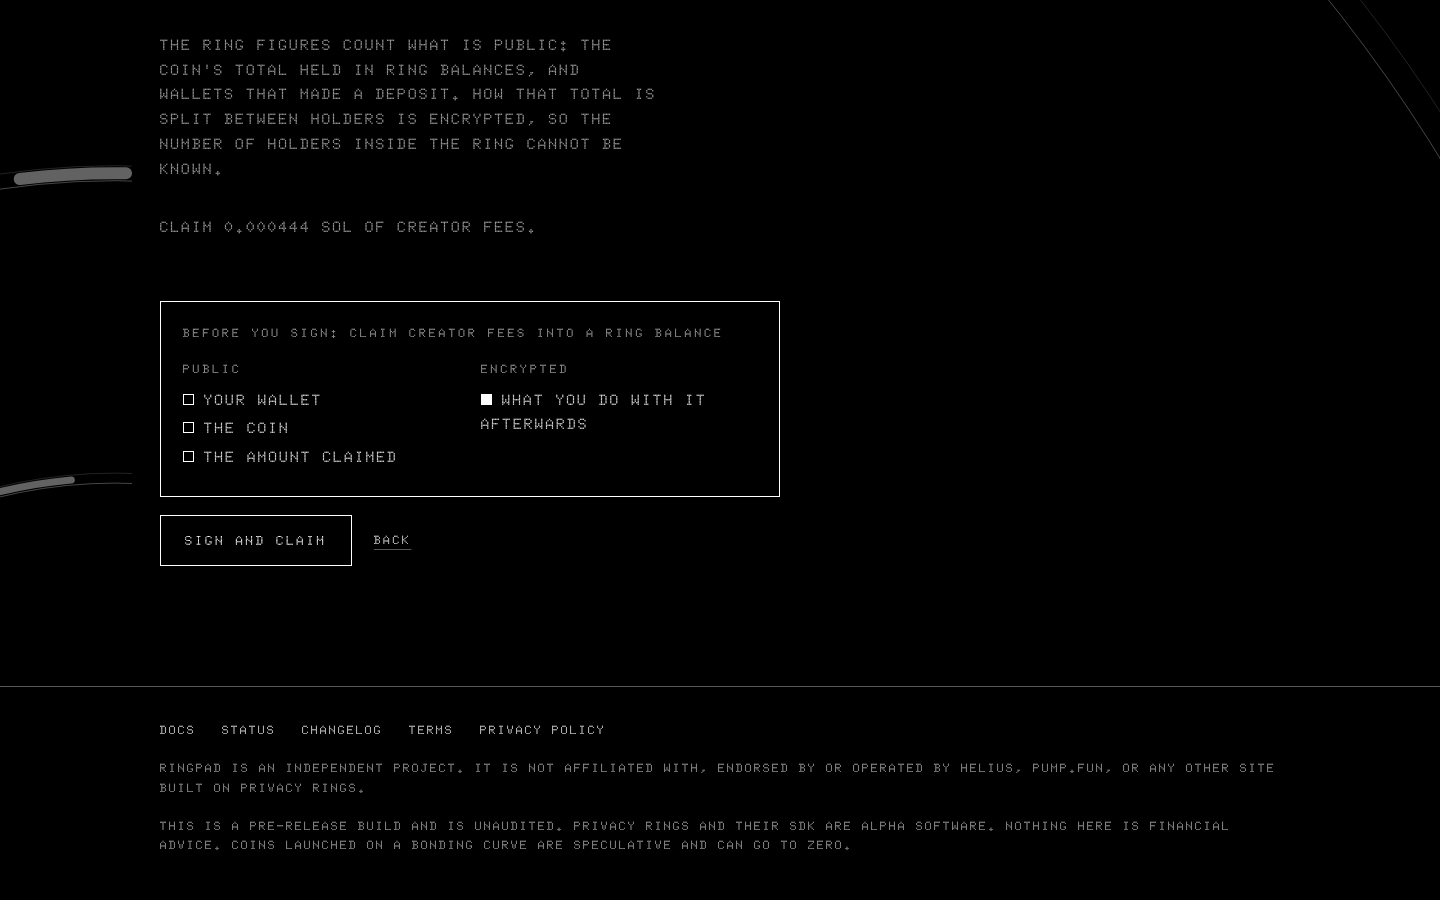 THE RING FIGURES COUNT WHAT IS PUBLIC: THE
COIN'S TOTAL HELD IN RING BALANCES, AND
WALLETS THAT MADE A DEPOSIT. HOW THAT TOTAL IS
SPLIT BETWEEN HOLDERS IS ENCRYPTED, SO THE
NUMBER OF HOLDERS INSIDE THE RING CANNOT BE
KNOWN.
CLAIM 0.000444 SOL OF CREATOR FEES.
BEFORE YOU SIGN: CLAIM CREATOR FEES INTO A RING BALANCE
PUBLIC
YOUR WALLET
THE COIN
THE AMOUNT CLAIMED
ENCRYPTED
WHAT YOU DO WITH IT
AFTERWARDS
SIGN AND CLAIM
BACK
DOCS STATUS CHANGELOG TERMS PRIVACY POLICY
RINGPAD IS AN INDEPENDENT PROJECT. IT IS NOT AFFILIATED WITH, ENDORSED BY OR OPERATED BY HELIUS, PUMP.FUN, OR ANY OTHER SITE
BUILT ON PRIVACY RINGS.
THIS IS A PRE-RELEASE BUILD AND IS UNAUDITED. PRIVACY RINGS AND THEIR SDK ARE ALPHA SOFTWARE. NOTHING HERE IS FINANCIAL
ADVICE. COINS LAUNCHED ON A BONDING CURVE ARE SPECULATIVE AND CAN GO TO ZERO.